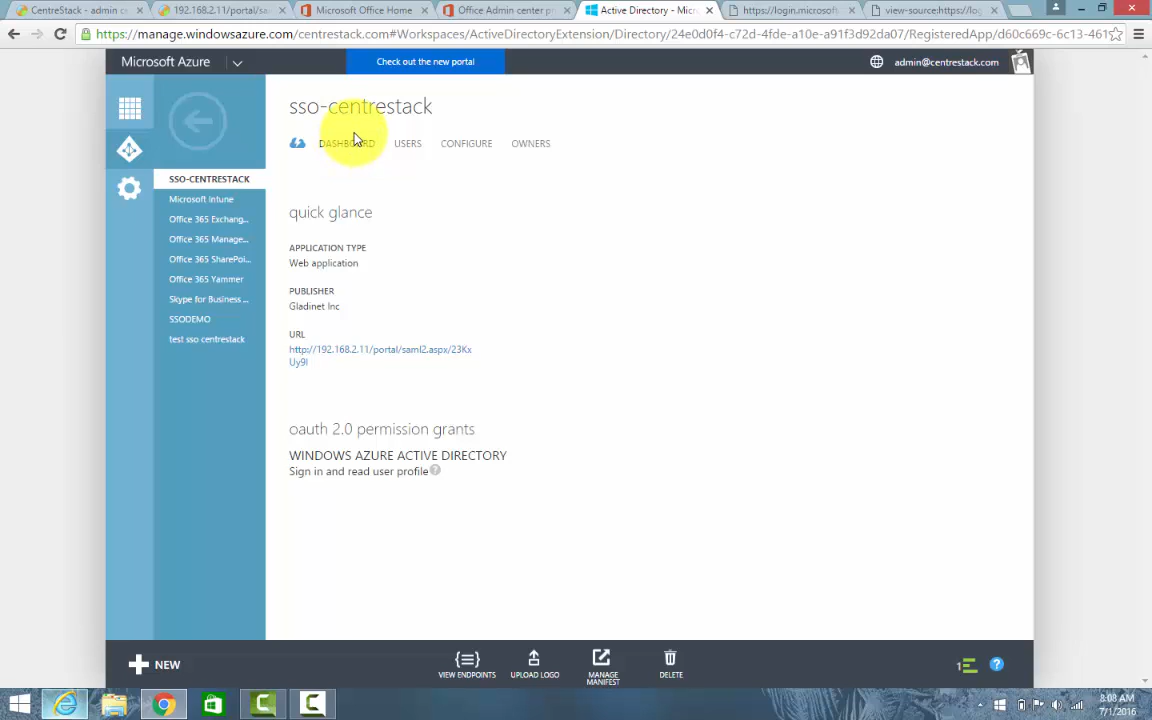 CentreStack - admin ce
192.168.2.11/portal/sa
Microsoft Office Home
Office Admin center pr
Active Directory - Micr
https://login.microsoft
view-source:https://log
https://manage.windowsazure.com/centrestack.com#Workspaces/ActiveDirectoryExtension/Directory/24e0d0f4-c72d-4fde-a10e-a91f3d92da07/RegisteredApp/d60c669c-6c13-461
Microsoft Azure
Check out the new portal
admin@centrestack.com
sso-centrestack
DASHBOARD USERS CONFIGURE OWNERS
SSO-CENTRESTACK
Microsoft Intune
Office 365 Exchang...
Office 365 Manage...
Office 365 SharePoi...
Office 365 Yammer
Skype for Business ...
SSODEMO
test sso centrestack
quick glance
APPLICATION TYPE
Web application
PUBLISHER
Gladinet Inc
URL
http://192.168.2.11/portal/saml2.aspx/23Kx
Uy9I
oauth 2.0 permission grants
WINDOWS AZURE ACTIVE DIRECTORY
Sign in and read user profile
NEW
VIEW ENDPOINTS
UPLOAD LOGO
MANAGE
MANIFEST
DELETE
1
8:08 AM
7/1/2016